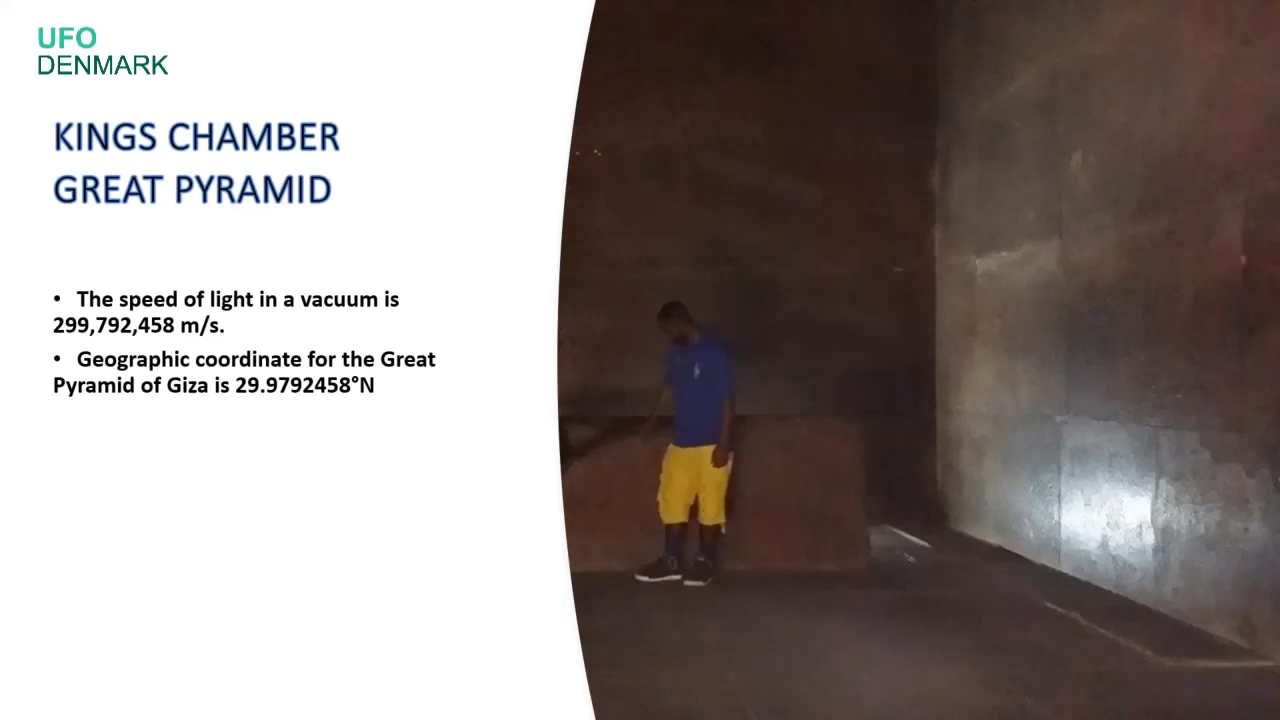 UFO
DENMARK
KINGS CHAMBER
GREAT PYRAMID
• The speed of light in a vacuum is
299,792,458 m/s.
• Geographic coordinate for the Great
Pyramid of Giza is 29.9792458°N